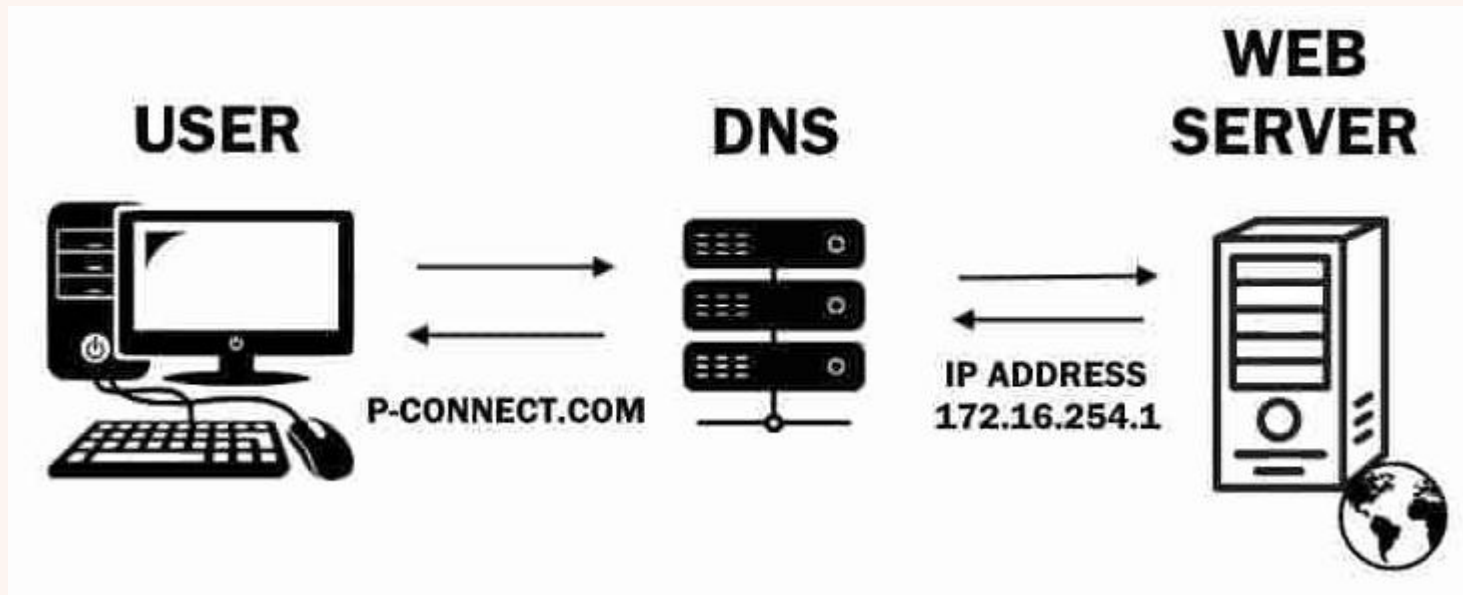 USER
DNS
WEB
SERVER
P-CONNECT.COM
IP ADDRESS
172.16.254.1